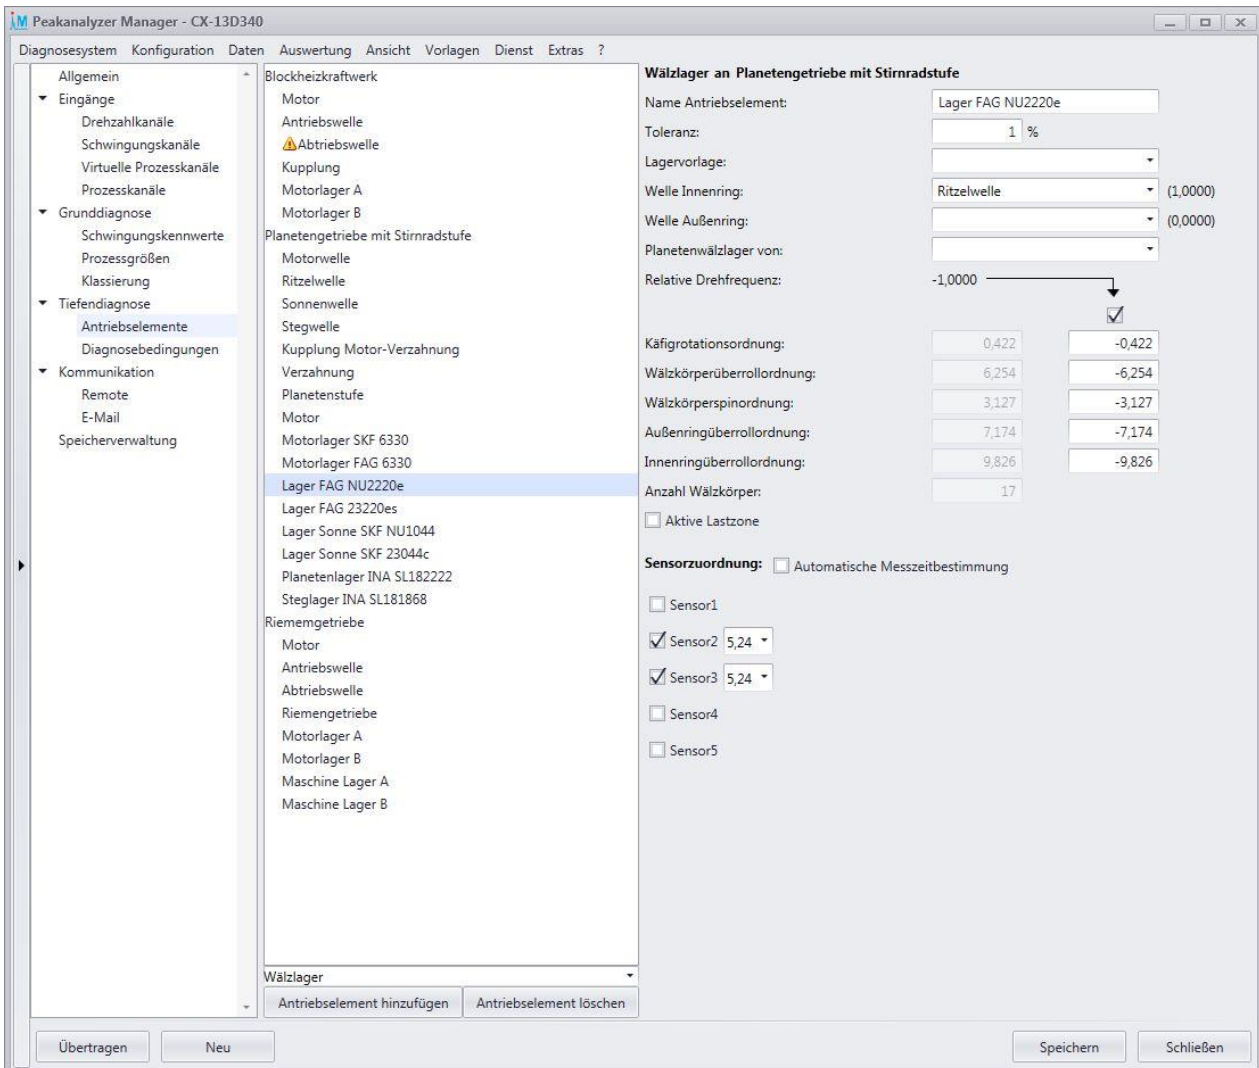 Peakanalyzer Manager - CX-13D340
Diagnosesystem Konfiguration Daten Auswertung Ansicht Vorlagen Dienst Extras ?
Allgemein
Eingänge
Drehzahlkanäle
Schwingungskanäle
Virtuelle Prozesskanäle
Prozesskanäle
Grunddiagnose
Schwingungskennwerte
Prozessgrößen
Klassierung
Tiefendiagnose
Antriebselemente
Diagnosebedingungen
Kommunikation
Remote
E-Mail
Speicherverwaltung
Blockheizkraftwerk
Motor
Antriebswelle
Abtriebswelle
Kupplung
Motorlager A
Motorlager B
Planetengetriebe mit Stirnradstufe
Motorwelle
Ritzelwelle
Sonnenwelle
Stegwelle
Kupplung Motor-Verzahnung
Verzahnung
Planetenstufe
Motor
Motorlager SKF 6330
Motorlager FAG 6330
Lager FAG NU2220e
Lager FAG 23220es
Lager Sonne SKF NU1044
Lager Sonne SKF 23044c
Planetenlager INA SL182222
Steglager INA SL181868
Riememgetriebe
Motor
Antriebswelle
Abtriebswelle
Riemengetriebe
Motorlager A
Motorlager B
Maschine Lager A
Maschine Lager B
Wälzlager
Antriebselement hinzufügen Antriebselement löschen
Wälzlager an Planetengetriebe mit Stirnradstufe
Name Antriebselement: Lager FAG NU2220e
Toleranz: 1 %
Lagervorlage:
Welle Innenring: Ritzelwelle (1,0000)
Welle Außenring: (0,0000)
Planetenwälzlager von:
Relative Drehfrequenz: -1,0000
Käfigrotationsordnung: 0,422 -0,422
Wälzkörperüberrollordnung: 6,254 -6,254
Wälzkörperspinordnung: 3,127 -3,127
Außenringüberrollordnung: 7,174 -7,174
Innenringüberrollordnung: 9,826 -9,826
Anzahl Wälzkörper: 17
Aktive Lastzone
Sensorzuordnung: Automatische Messzeitbestimmung
Sensor1
Sensor2 5,24
Sensor3 5,24
Sensor4
Sensor5
Übertragen Neu Speichern Schließen